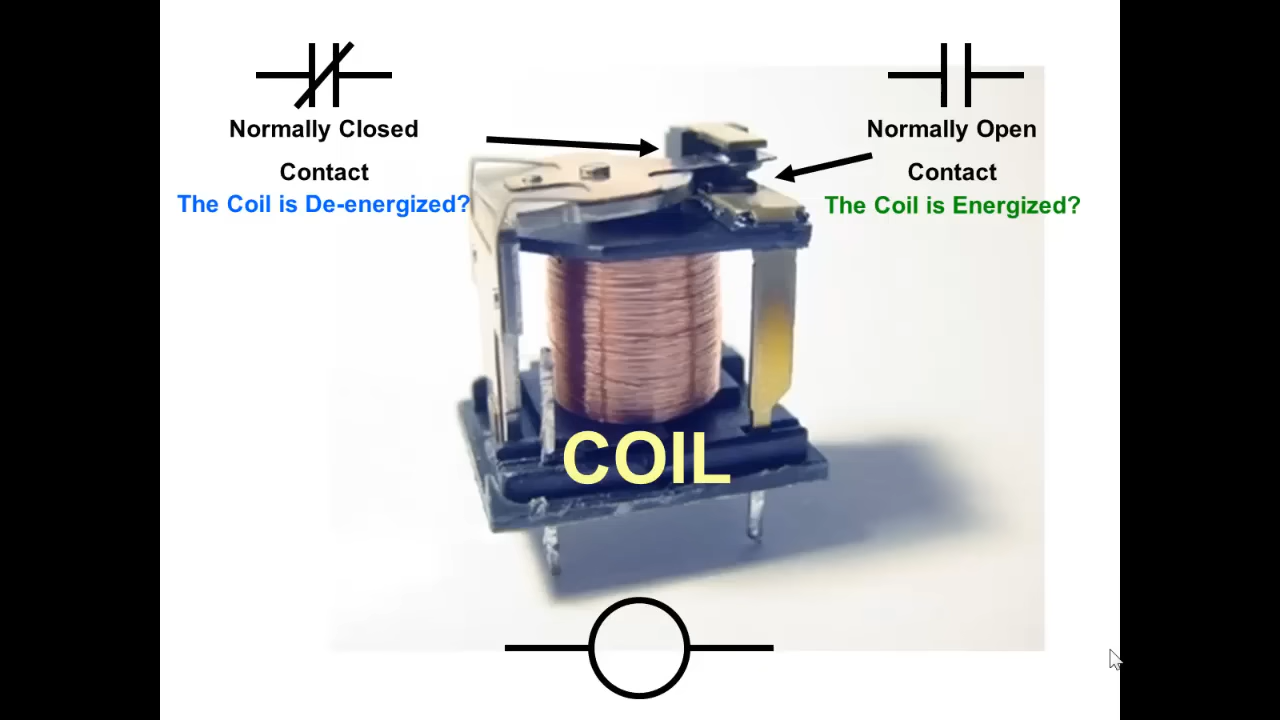 Normally Closed
Contact
The Coil is De-energized?
Normally Open
Contact
The Coil is Energized?
COIL